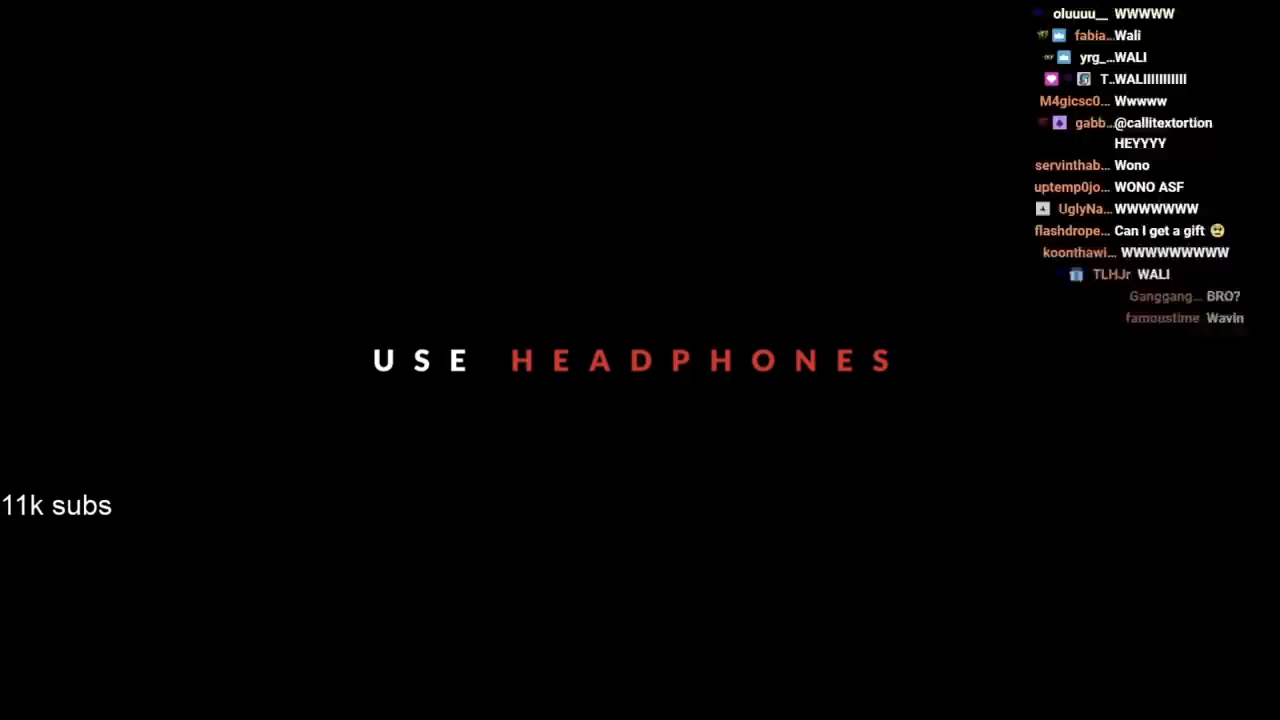 oluuuu__ WWWWW
fabia... Wali
yrg_... WALI
T.. WALIIIIIIIIIII
M4gicsc0... Wwwww
gabb... @callitextortion
HEYYYY
servinthab... Wono
uptemp0jo... WONO ASF
UglyNa... WWWWWWW
flashdrope... Can I get a gift 🥹
koonthawi... WWWWWWWWW
TLHJr WALI
Ganggang... BRO?
famoustime Wavin
USE HEADPHONES
11k subs